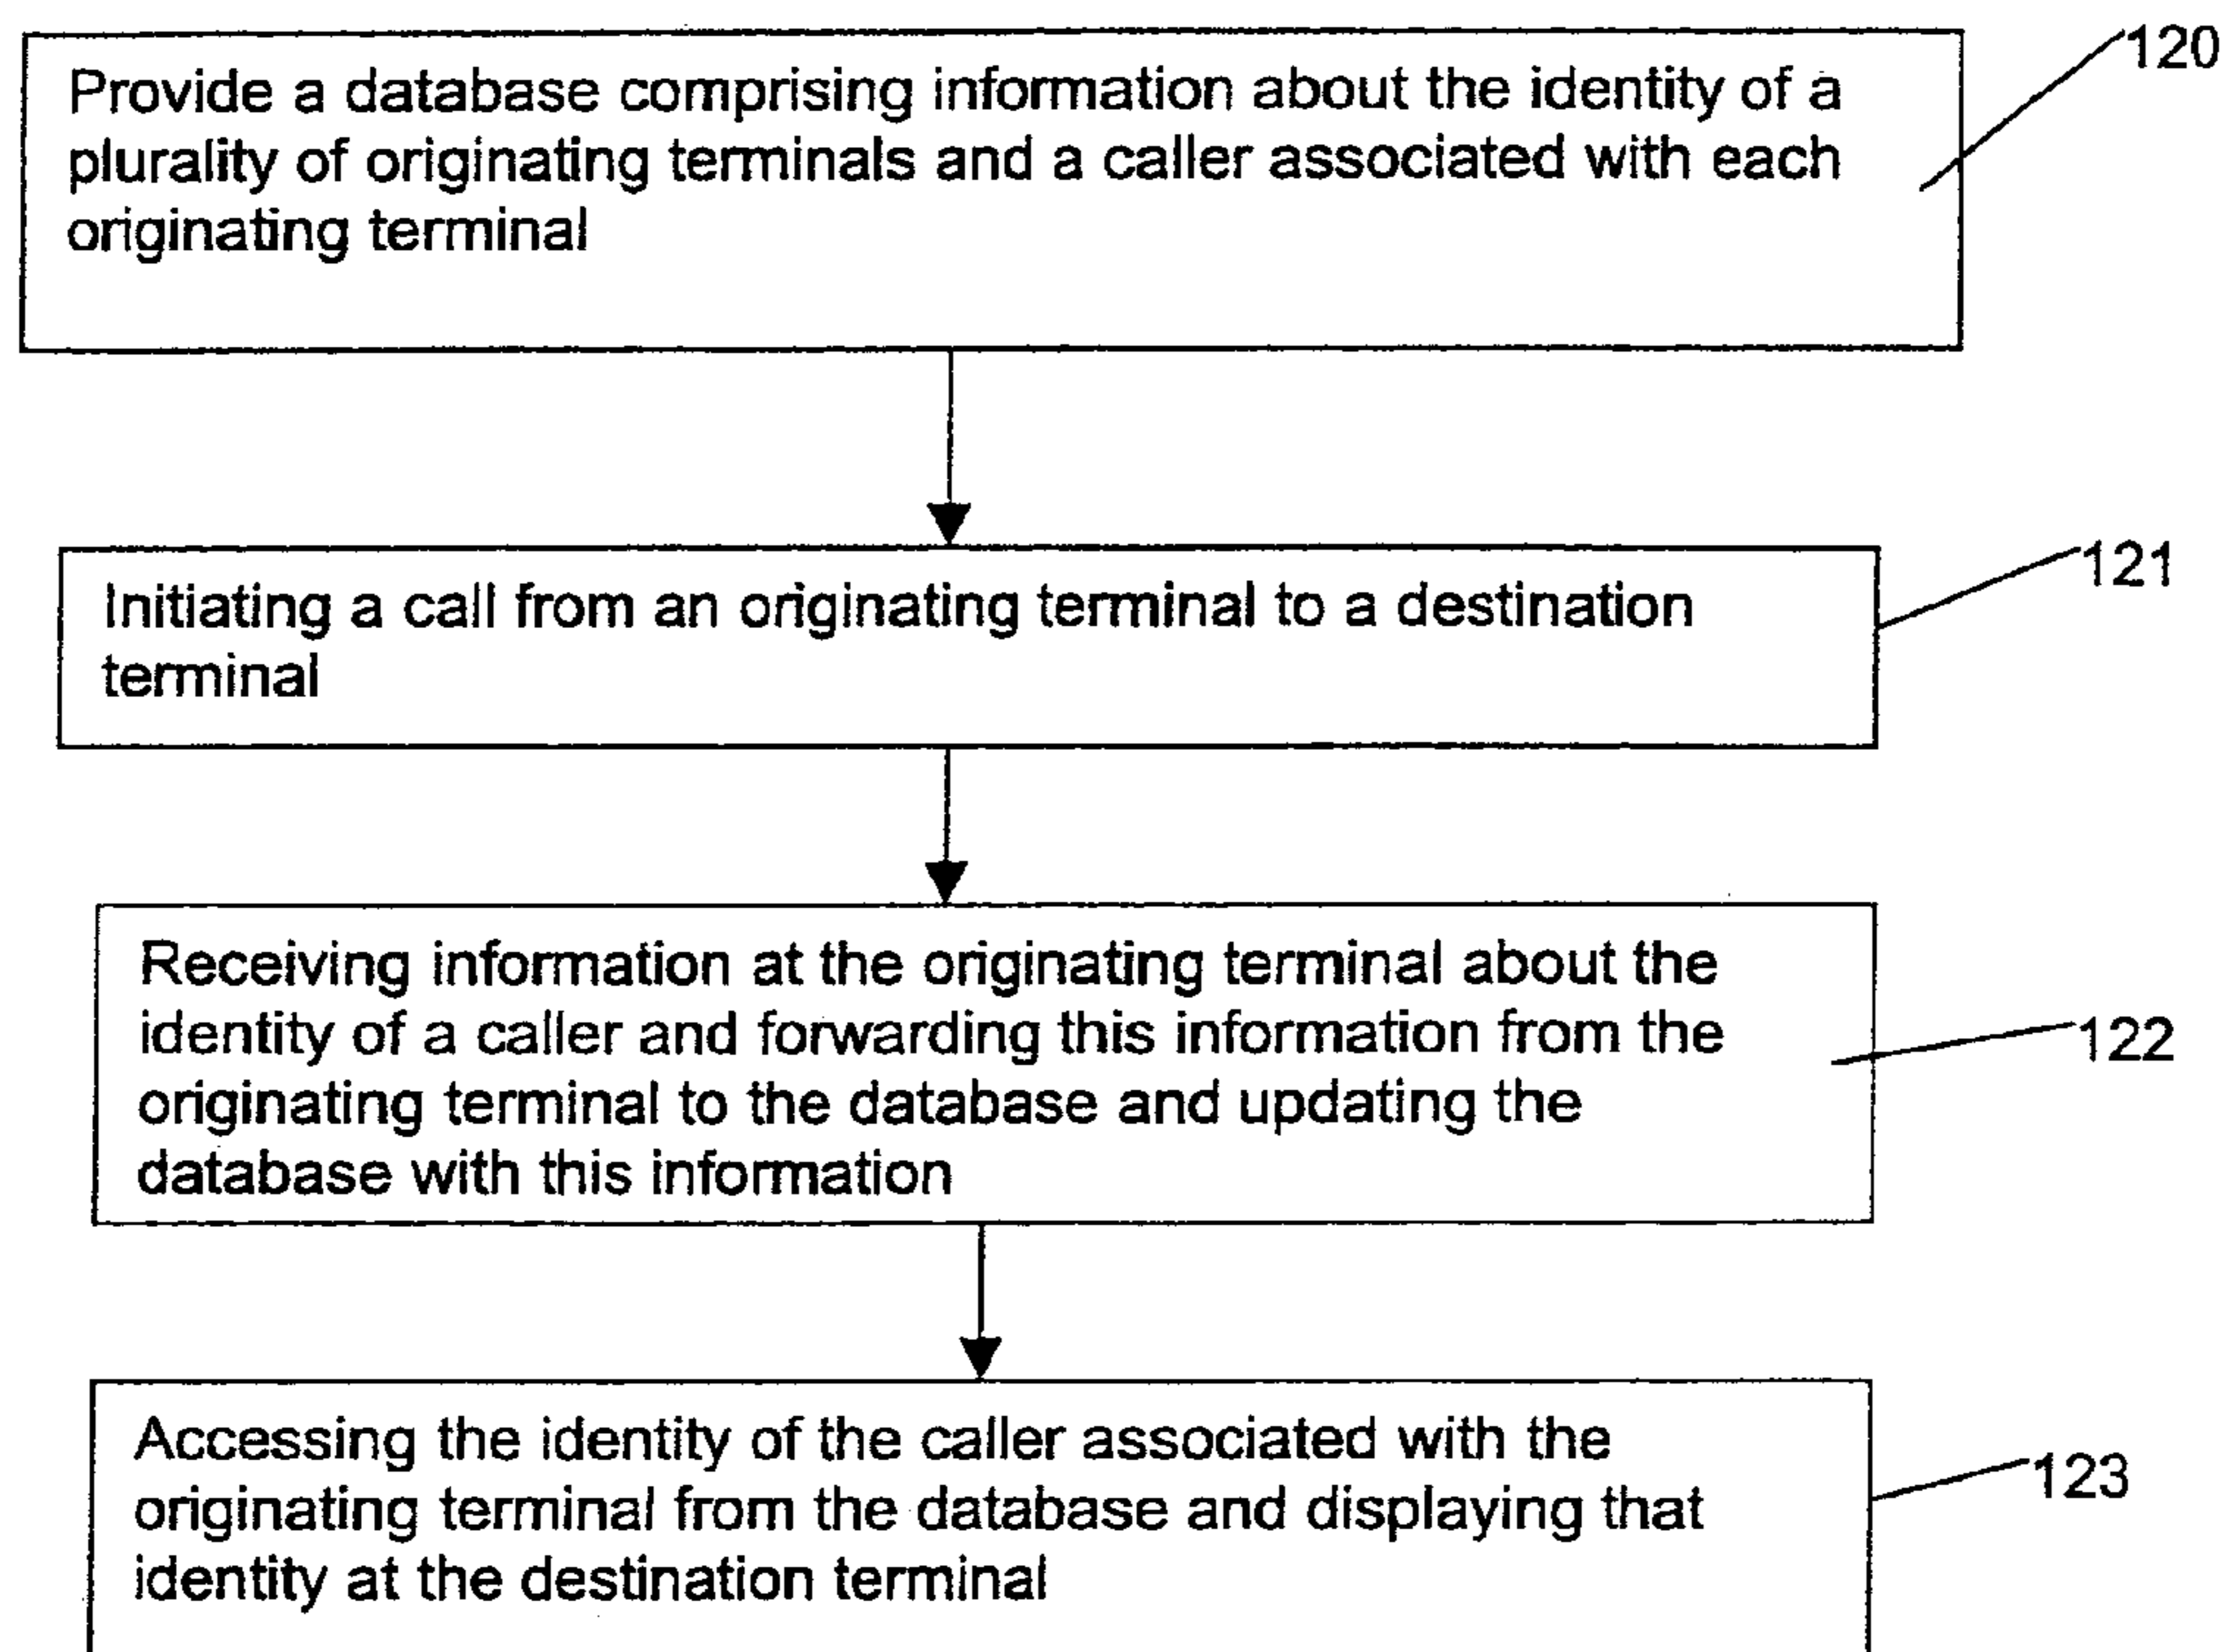 120
Provide a database comprising information about the identity of a
plurality of originating terminals and a caller associated with each
originating terminal
121
Initiating a call from an originating terminal to a destination
terminal
Receiving information at the originating terminal about the
identity of a caller and forwarding this information from the
122
originating terminal to the database and updating the
database with this information
Accessing the identity of the caller associated with the
123
originating terminal from the database and displaying that
identity at the destination terminal